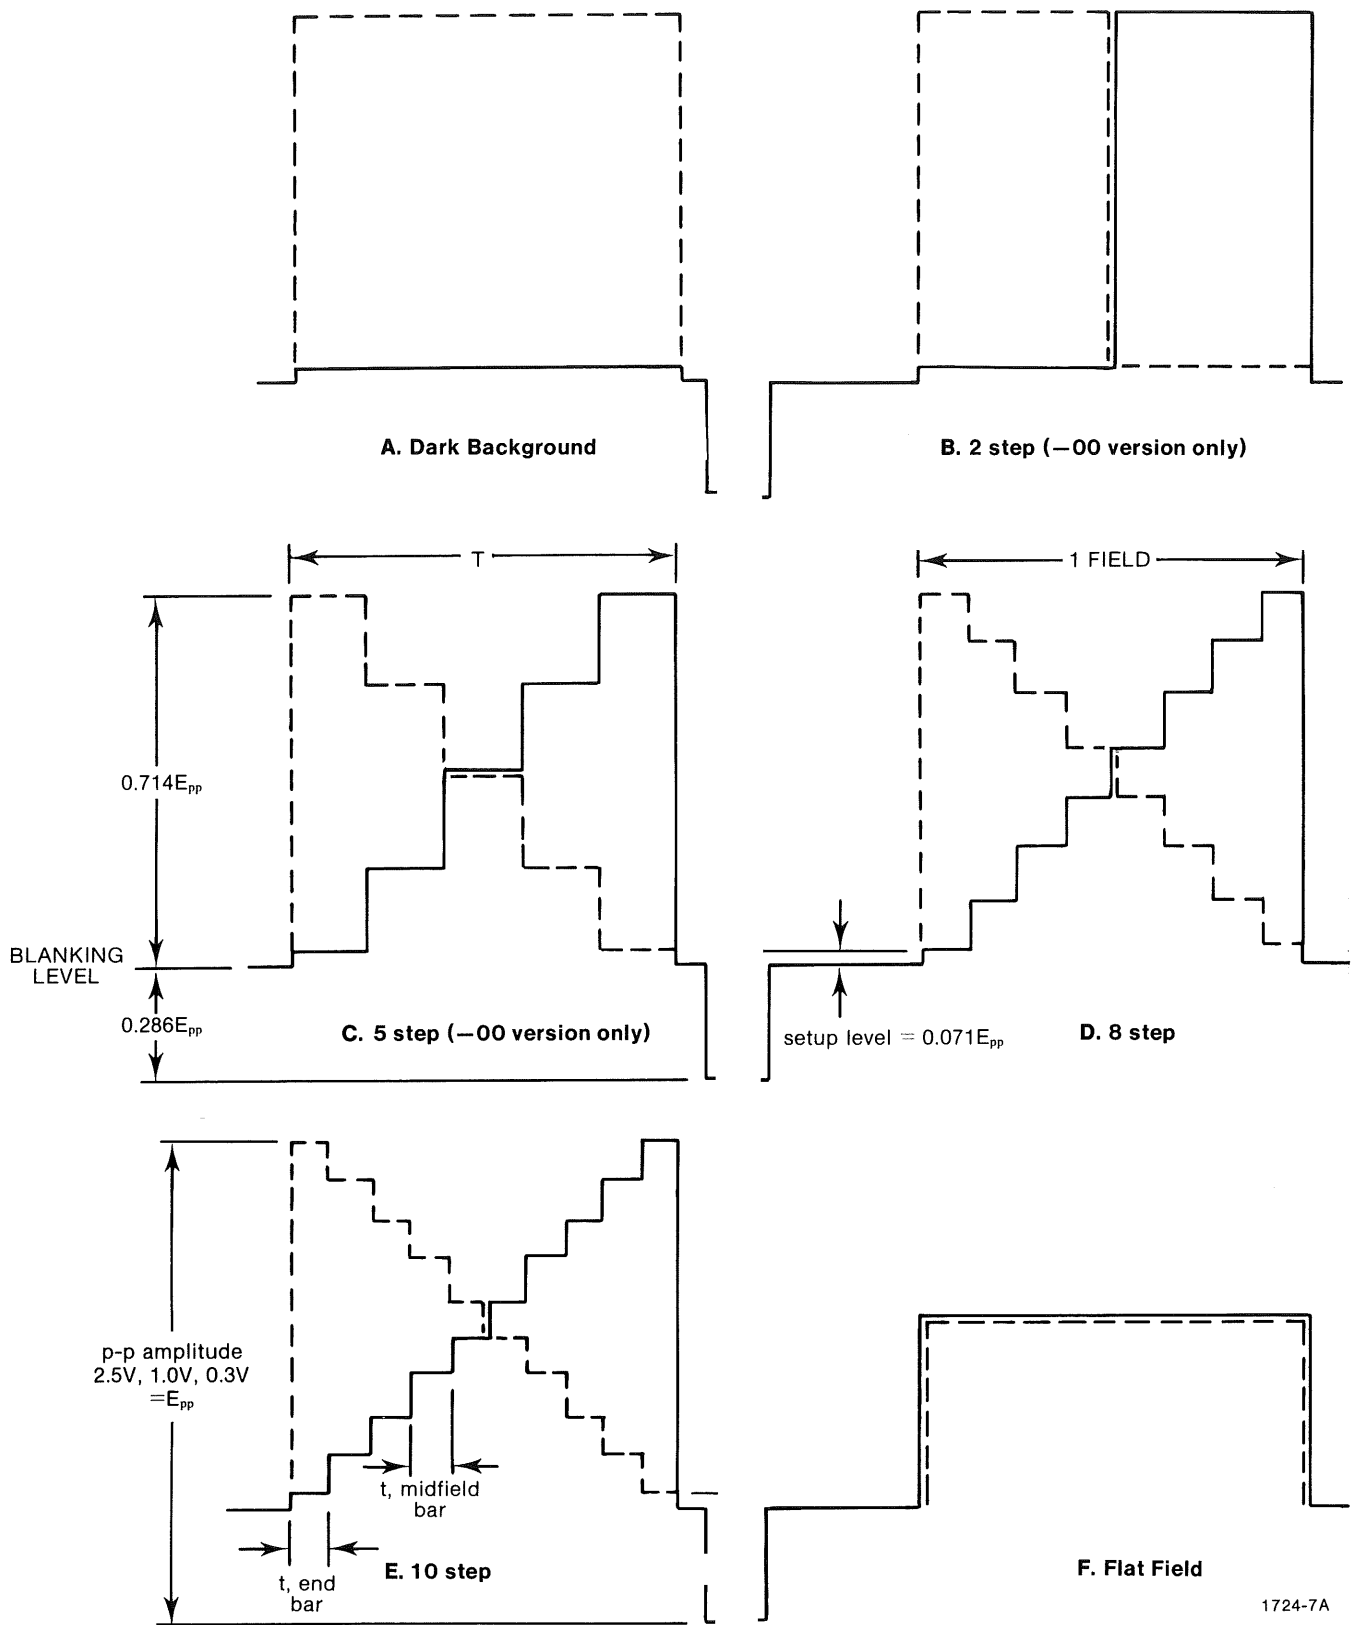 A. Dark Background
B. 2 step (—00 version only)
T
1 FIELD
0.714Epp
BLANKING
LEVEL
0.286Epp
C. 5 step (—00 version only)
setup level = 0.071Epp
D. 8 step
p-p amplitude
2.5V, 1.0V, 0.3V
=Epp
t, midfield
bar
t, end
bar
E. 10 step
F. Flat Field
1724-7A